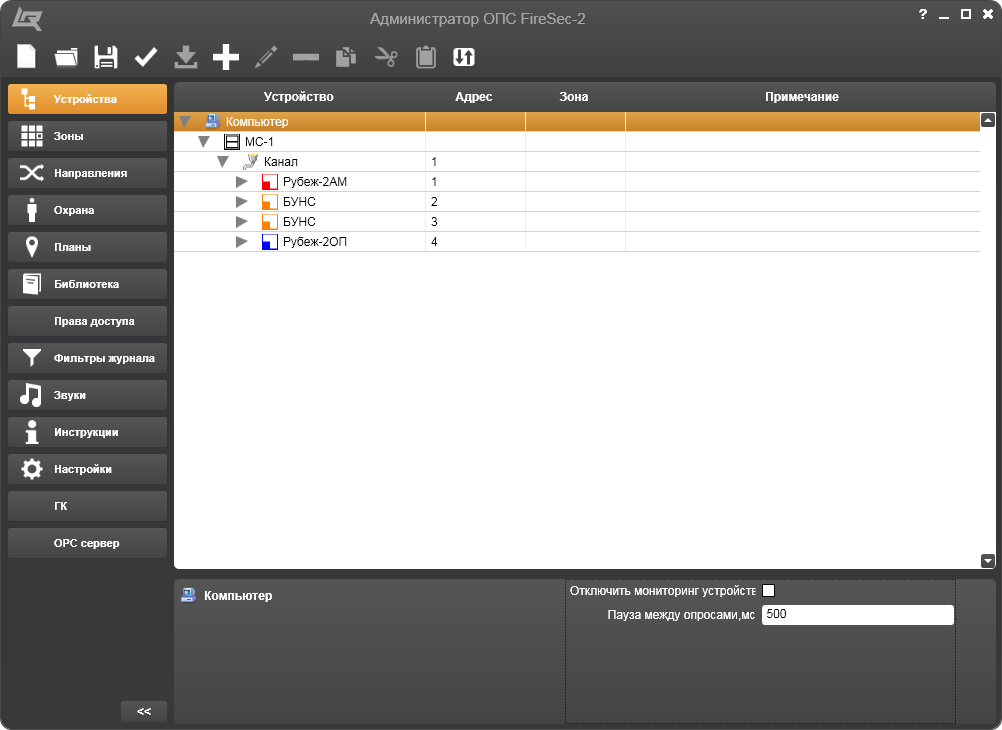 Администратор ОПС FireSec-2
?
Устройства
Зоны
Направления
Охрана
Планы
Библиотека
Права доступа
Фильтры журнала
Звуки
Инструкции
Настройки
ГК
OPC сервер
<<
Устройство Адрес Зона Примечание
Компьютер
МС-1
Канал 1
Рубеж-2АМ 1
БУНС 2
БУНС 3
Рубеж-2ОП 4
Компьютер
Отключить мониторинг устройств
Пауза между опросами,мс 500